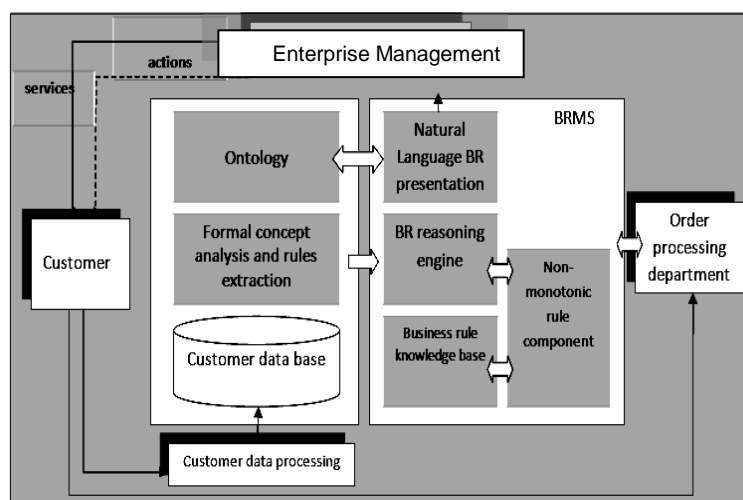 Enterprise Management
actions
services
BRMS
Ontology
Natural
Language BR
presentation
Formal concept
analysis and rules
extraction
BR reasoning
engine
Non-
monotonic
rule
component
Order
processing
department
Customer
Customer data base
Business rule
knowledge base
Customer data processing